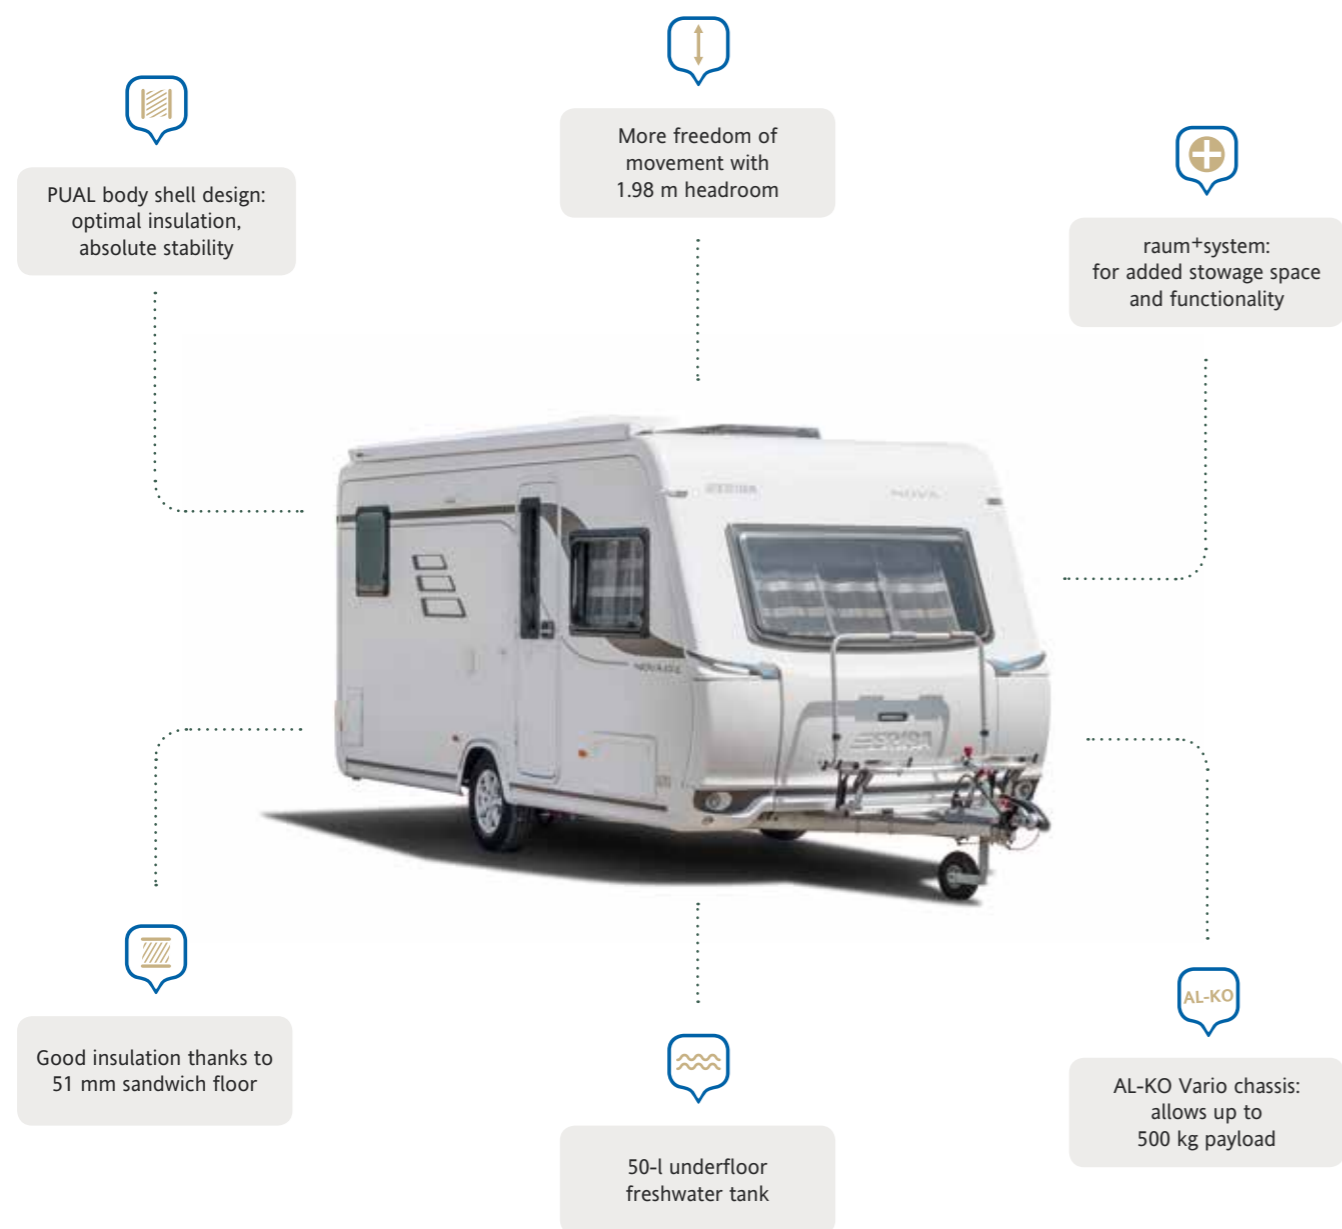 More freedom of
movement with
1.98 m headroom
PUAL body shell design:
optimal insulation,
absolute stability
raum+system:
for added stowage space
and functionality
NOVA
AL-KO
Good insulation thanks to
51 mm sandwich floor
AL-KO Vario chassis:
allows up to
500 kg payload
50-l underfloor
freshwater tank